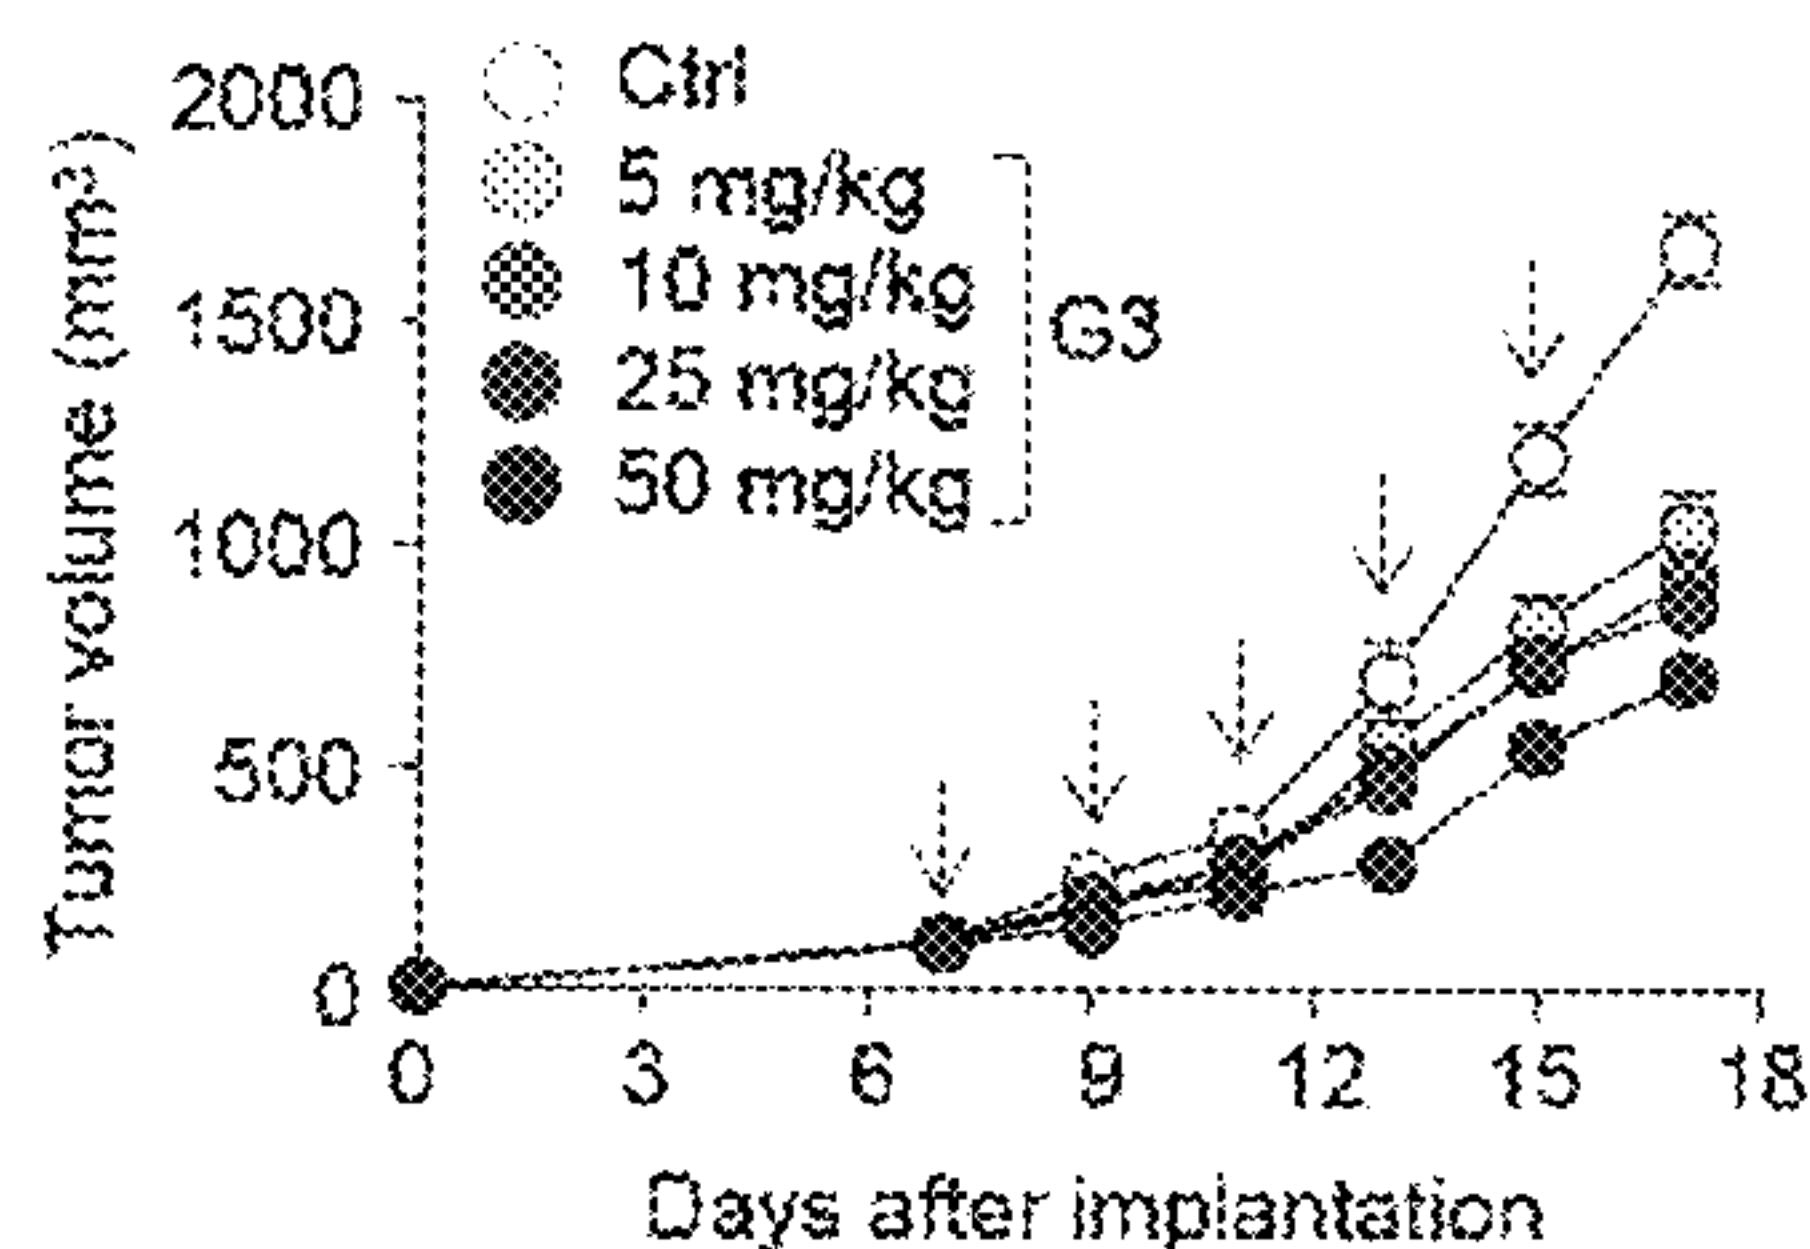 Tumor volume (mm³)
2000
1500
1000
500
0
Ctrl
5 mg/kg
10 mg/kg
25 mg/kg
50 mg/kg
G3
0 3 6 9 12 15 18
Days after implantation